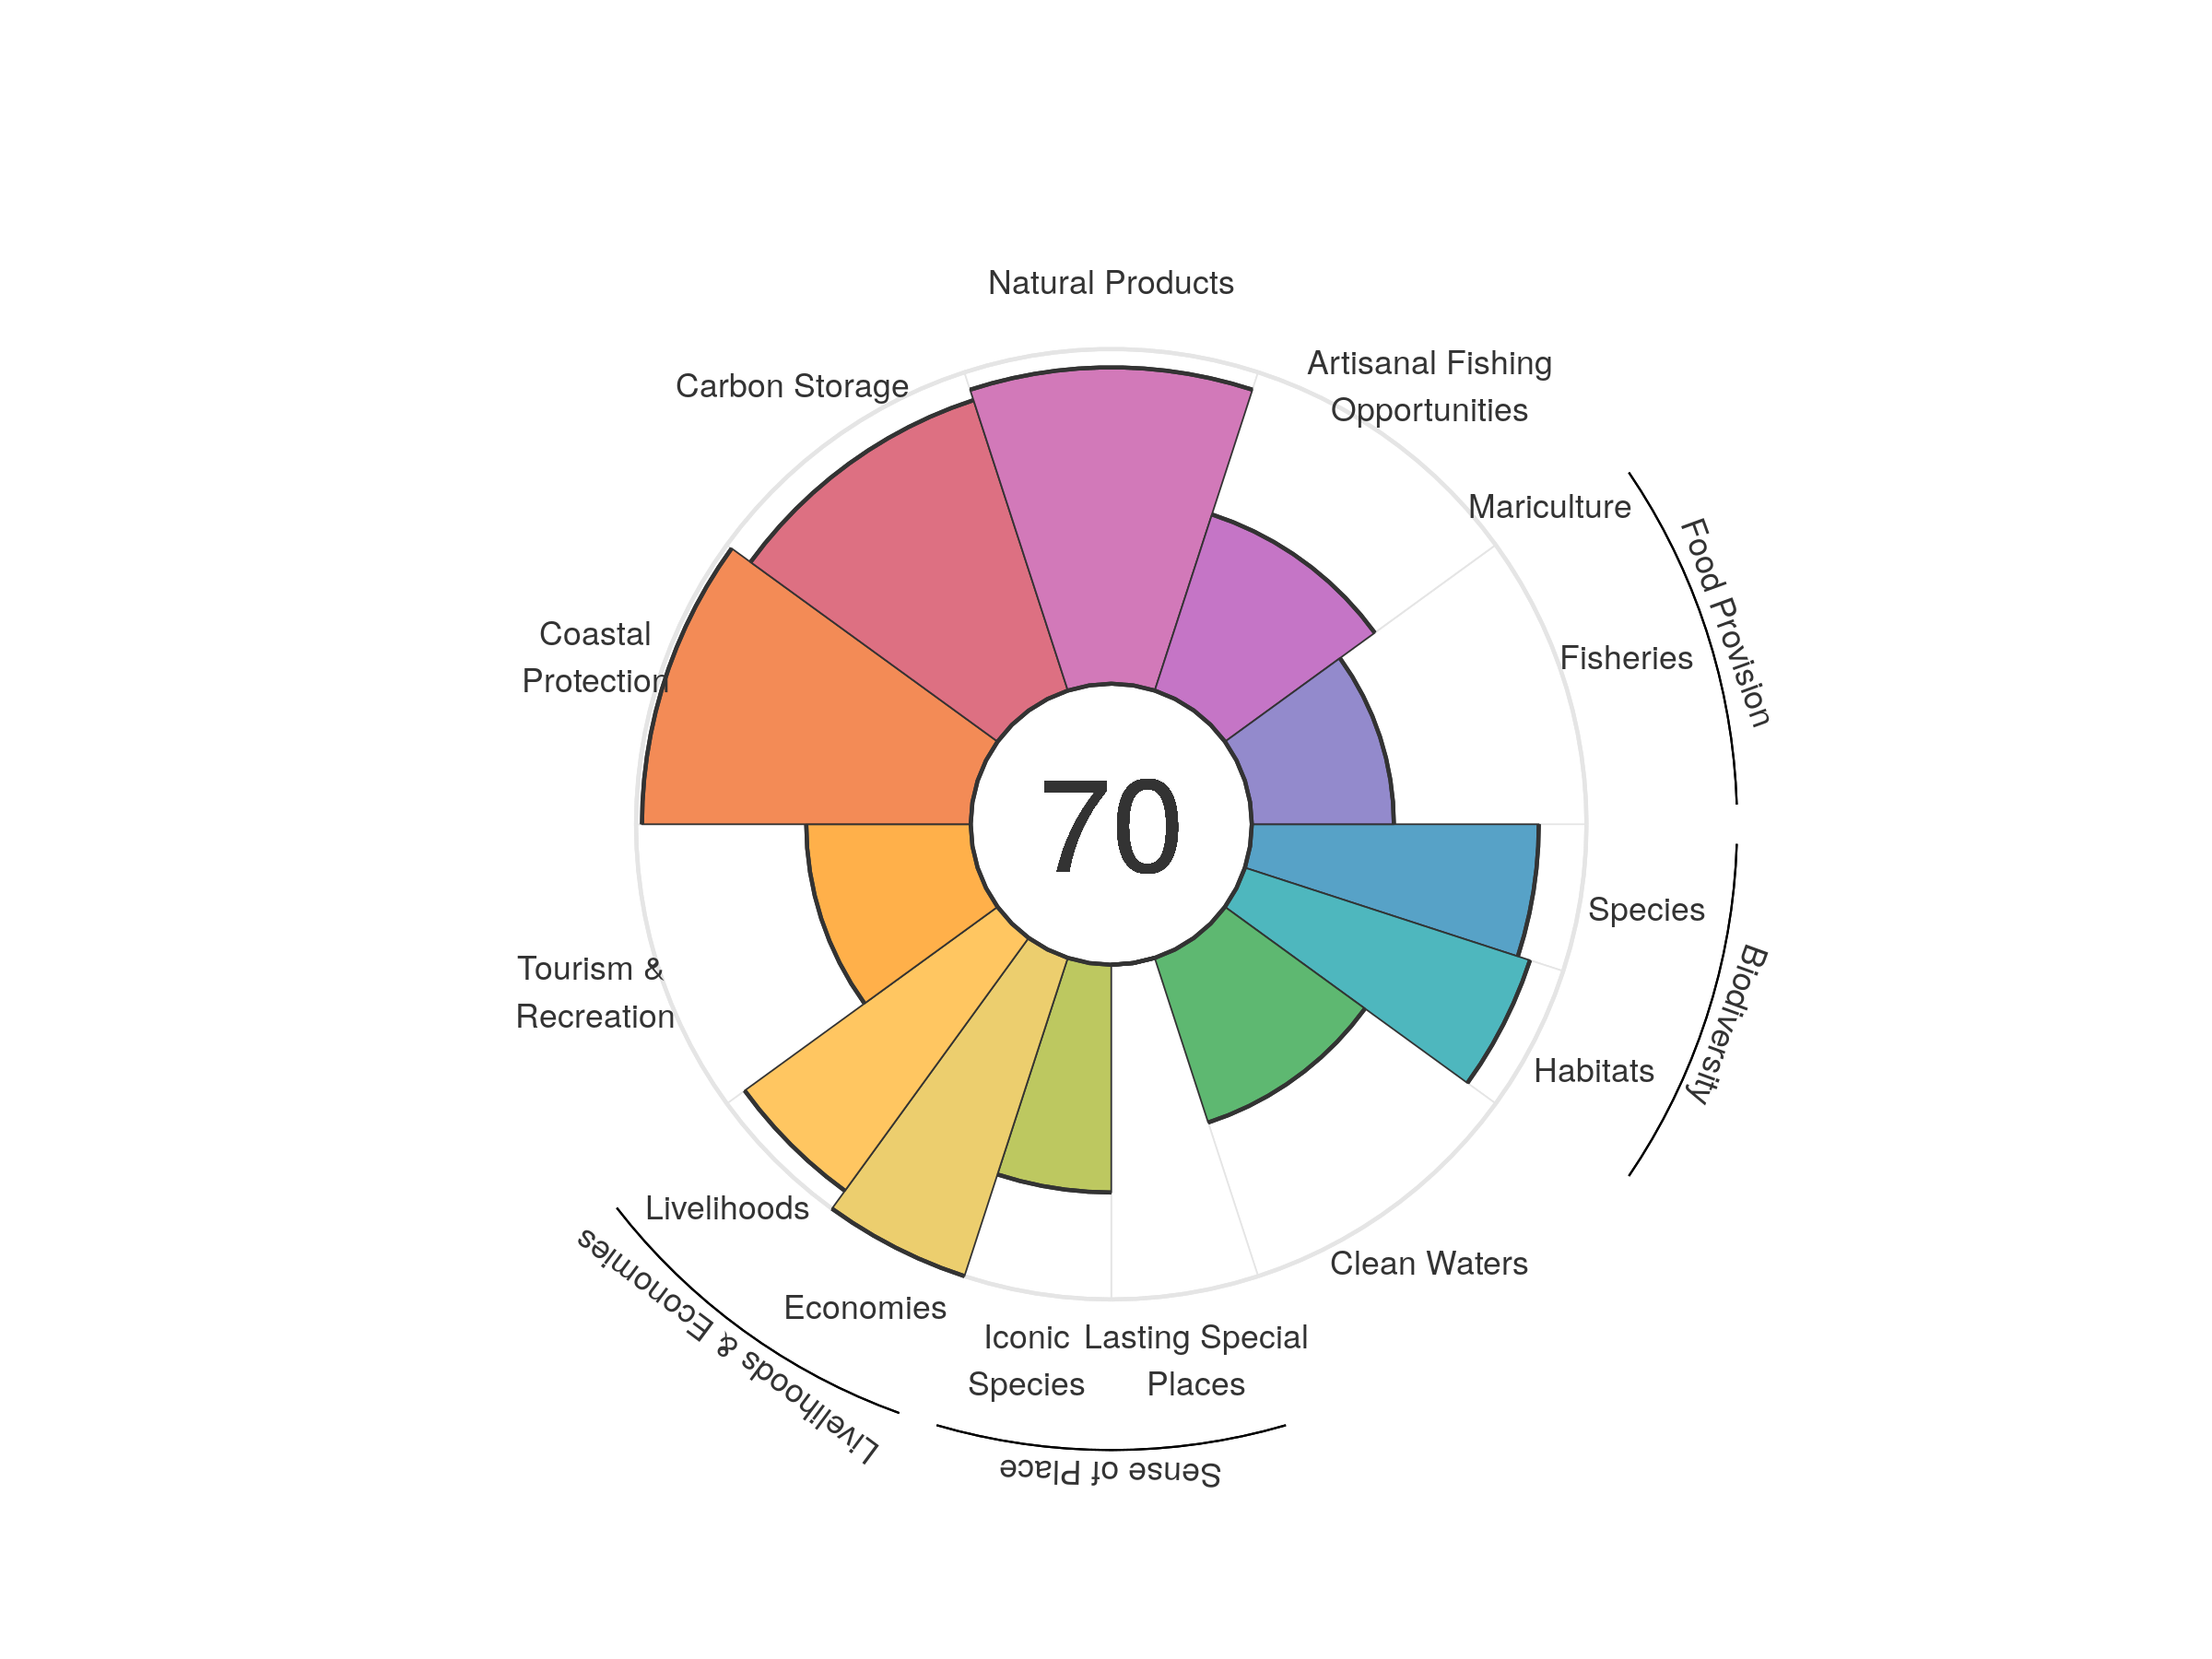 Natural Products
Artisanal Fishing
Opportunities
Carbon Storage
Mariculture
Food Provision
Fisheries
Coastal
Protection
70
Species
Biodiversity
Habitats
Tourism &
Recreation
Livelihoods
Livelihoods & Economies
Economies
Clean Waters
Iconic
Species
Lasting Special
Places
Sense of Place